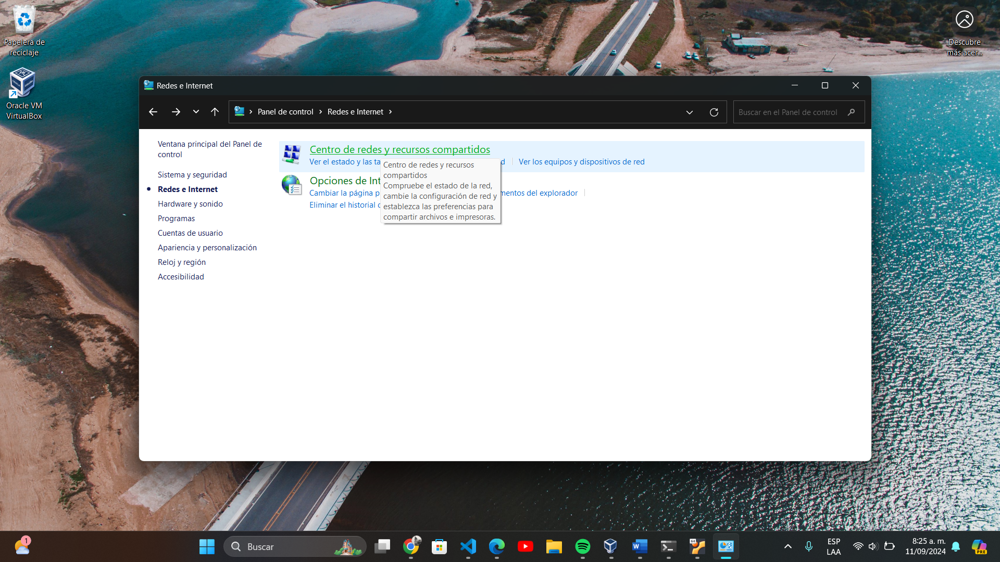 Papelera de
reciclaje
Oracle VM
VirtualBox
Descubre
más acer...
Redes e Internet
Panel de control
Redes e Internet
Buscar en el Panel de control
Ventana principal del Panel de
control
Sistema y seguridad
Redes e Internet
Hardware y sonido
Programas
Cuentas de usuario
Apariencia y personalización
Reloj y región
Accesibilidad
Centro de redes y recursos compartidos
Ver el estado y las ta
Ver los equipos y dispositivos de red
Opciones de Int
Cambiar la página p
mentos del explorador
Eliminar el historial
Centro de redes y recursos
compartidos
Compruebe el estado de la red,
cambie la configuración de red y
establezca las preferencias para
compartir archivos e impresoras.
1
Buscar
64
ESP
LAA
8:25 a. m.
11/09/2024
PRE